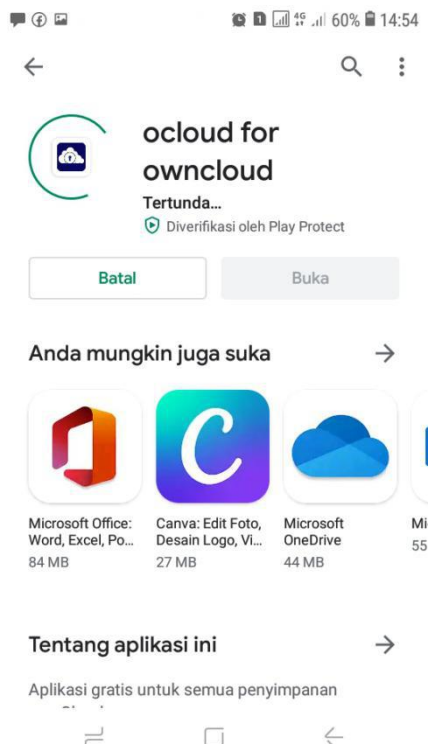 60% 14:54
ocloud for
owncloud
Tertunda...
Diverifikasi oleh Play Protect
Batal
Buka
Anda mungkin juga suka
Microsoft Office:
Word, Excel, Po...
84 MB
Canva: Edit Foto,
Desain Logo, Vi...
27 MB
Microsoft
OneDrive
44 MB
Mi
55
Tentang aplikasi ini
Aplikasi gratis untuk semua penyimpanan